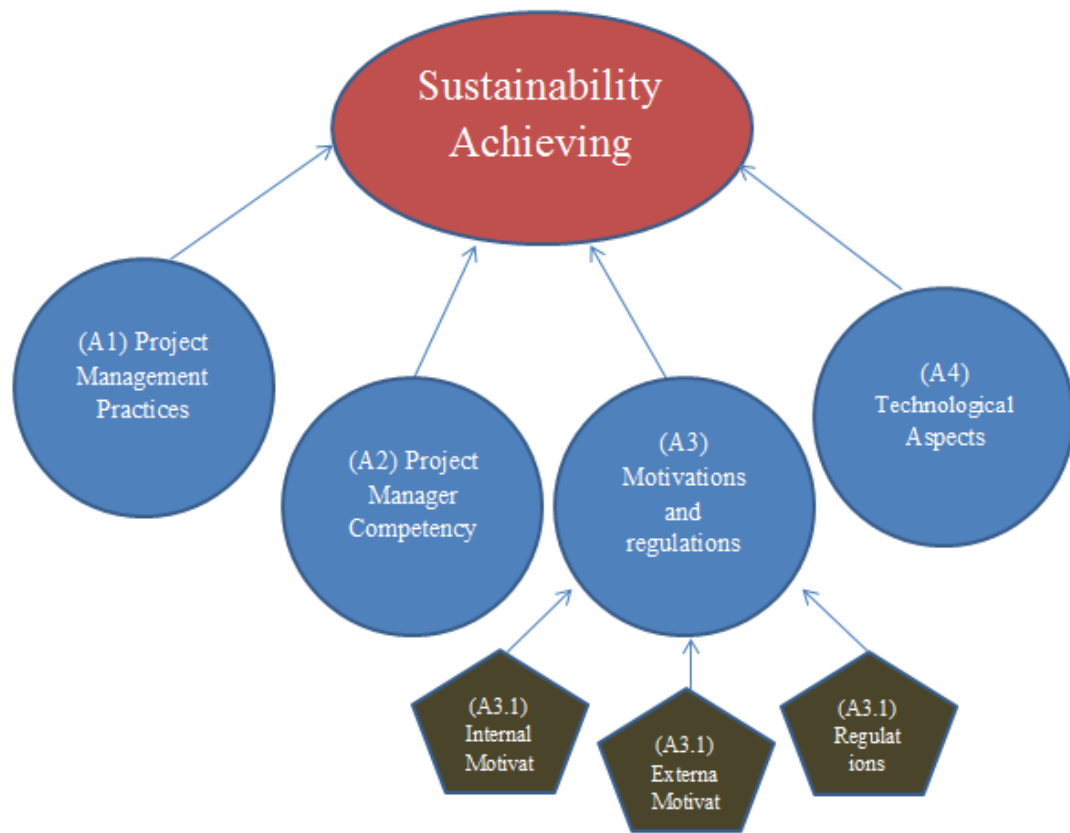 Sustainability
Achieving
(A1) Project
Management
Practices
(A2) Project
Manager
Competency
(A3)
Motivations
and
regulations
(A4)
Technological
Aspects
(A3.1)
Internal
Motivat
(A3.1)
Externa
Motivat
(A3.1)
Regulat
ions